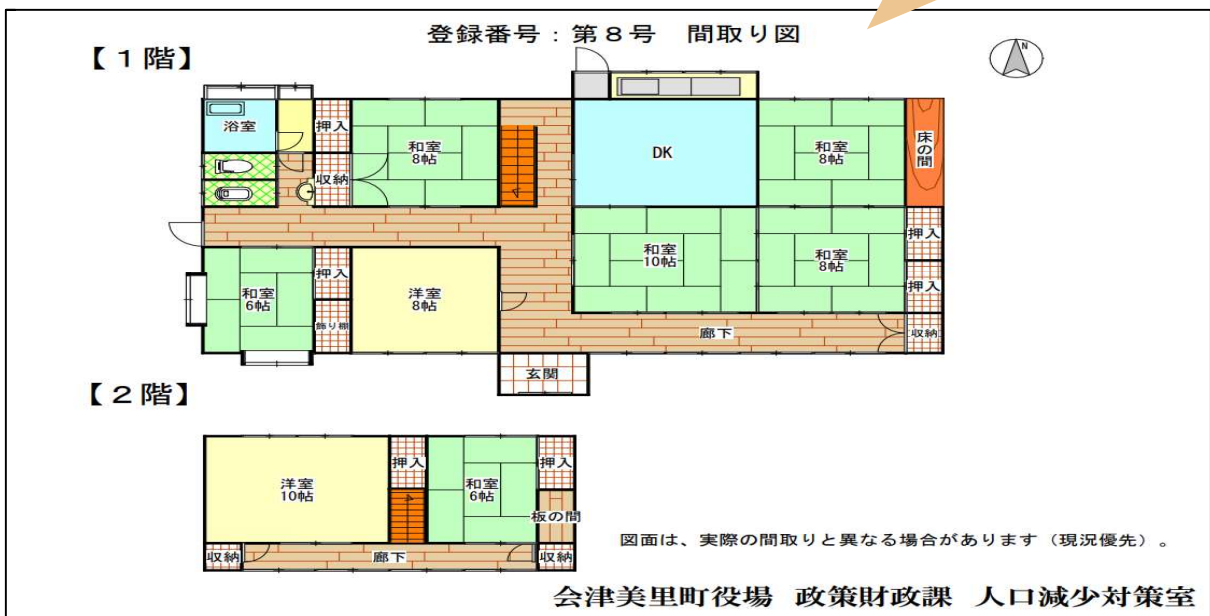 登録番号：第８号　間取り図
【１階】
N
浴室
押入
和室
8帖
収納
DK
和室
8帖
床の間
和室
6帖
押入
飾り棚
洋室
8帖
和室
10帖
和室
8帖
押入
押入
廊下
収納
玄関
【２階】
洋室
10帖
押入
和室
6帖
押入
板の間
収納
廊下
収納
図面は、実際の間取りと異なる場合があります（現況優先）。
会津美里町役場 政策財政課 人口減少対策室